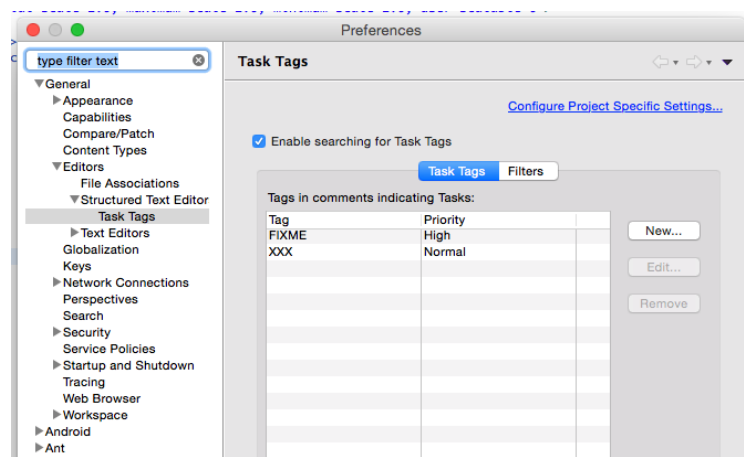 Preferences
type filter text
Task Tags
General
Appearance
Capabilities
Compare/Patch
Content Types
Editors
File Associations
Structured Text Editor
Task Tags
Text Editors
Globalization
Keys
Network Connections
Perspectives
Search
Security
Service Policies
Startup and Shutdown
Tracing
Web Browser
Workspace
Android
Ant
Configure Project Specific Settings...
Enable searching for Task Tags
Task Tags Filters
Tags in comments indicating Tasks:
Tag Priority
FIXME High
XXX Normal
New...
Edit...
Remove